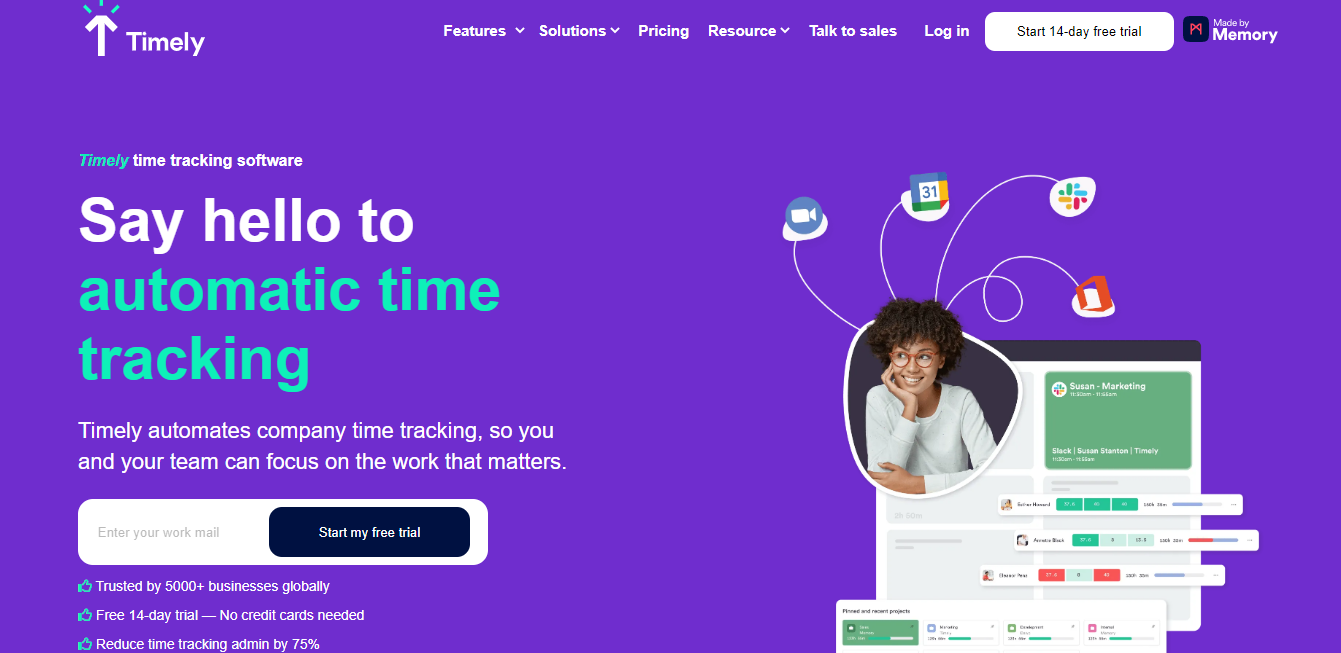 Timely
Features
Solutions
Pricing
Resource
Talk to sales
Log in
Start 14-day free trial
Made by
Memory
Timely time tracking software
Say hello to
automatic time
tracking
Timely automates company time tracking, so you
and your team can focus on the work that matters.
Enter your work mail
Start my free trial
Trusted by 5000+ businesses globally
Free 14-day trial — No credit cards needed
Reduce time tracking admin by 75%
31
Susan - Marketing
11:30am - 11:55am
Slack | Susan Stanton | Timely
11:30am - 11:55am
Esther Howard
Annette Black
Eleanor Pena
Pinned and recent projects
Marketing